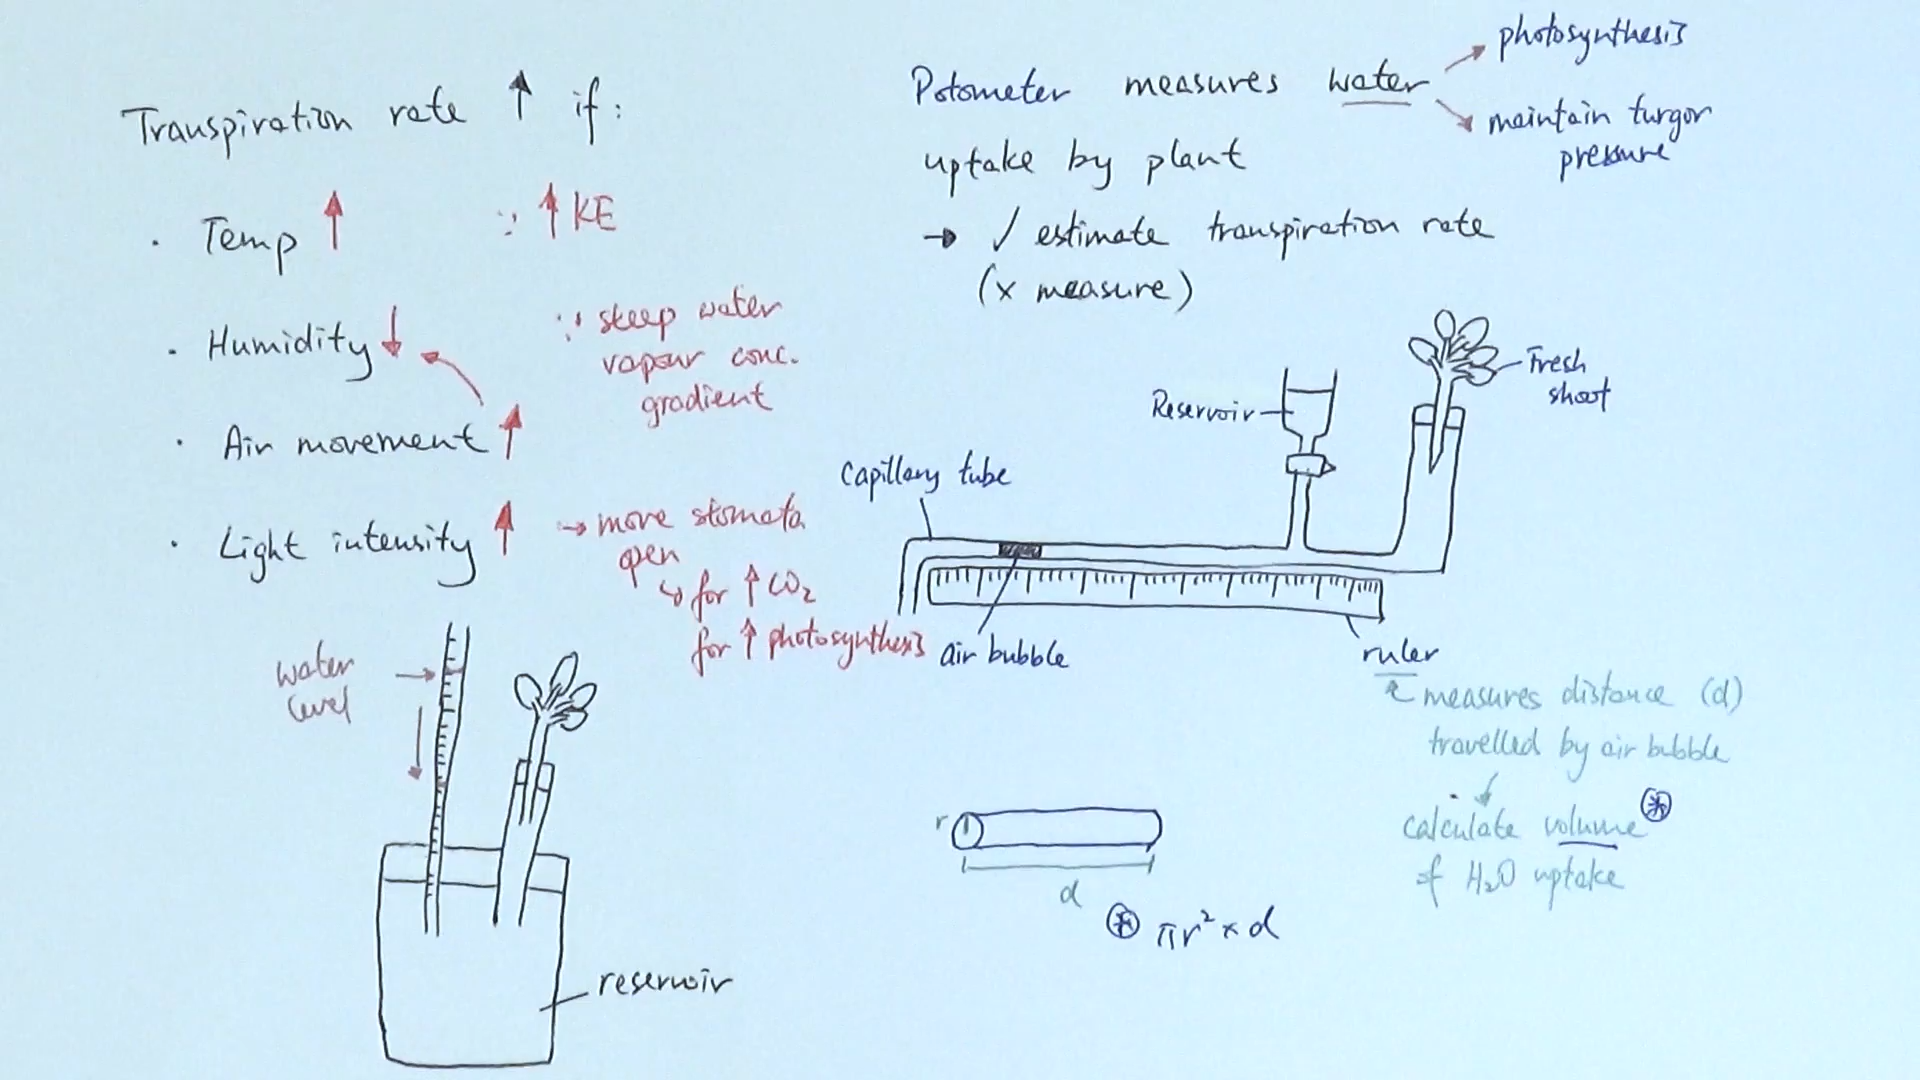 Transpiration rate ↑ if:
· Temp ↑ ∵ ↑ KE
· Humidity ↓ ∵ steep water
vapour conc.
gradient
· Air movement ↑
· Light intensity ↑ → more stomata
open
↳ for ↑ CO₂
for ↑ photosynthesis
water
level
reservoir
Potometer measures water
photosynthesis
maintain turgor
pressure
uptake by plant
→ ✓ estimate transpiration rate
(x measure)
Reservoir
Fresh
shoot
Capillary tube
air bubble
ruler
measures distance (d)
travelled by air bubble
calculate volume ⊛
of H₂O uptake
r
d
⊛ πr² × d